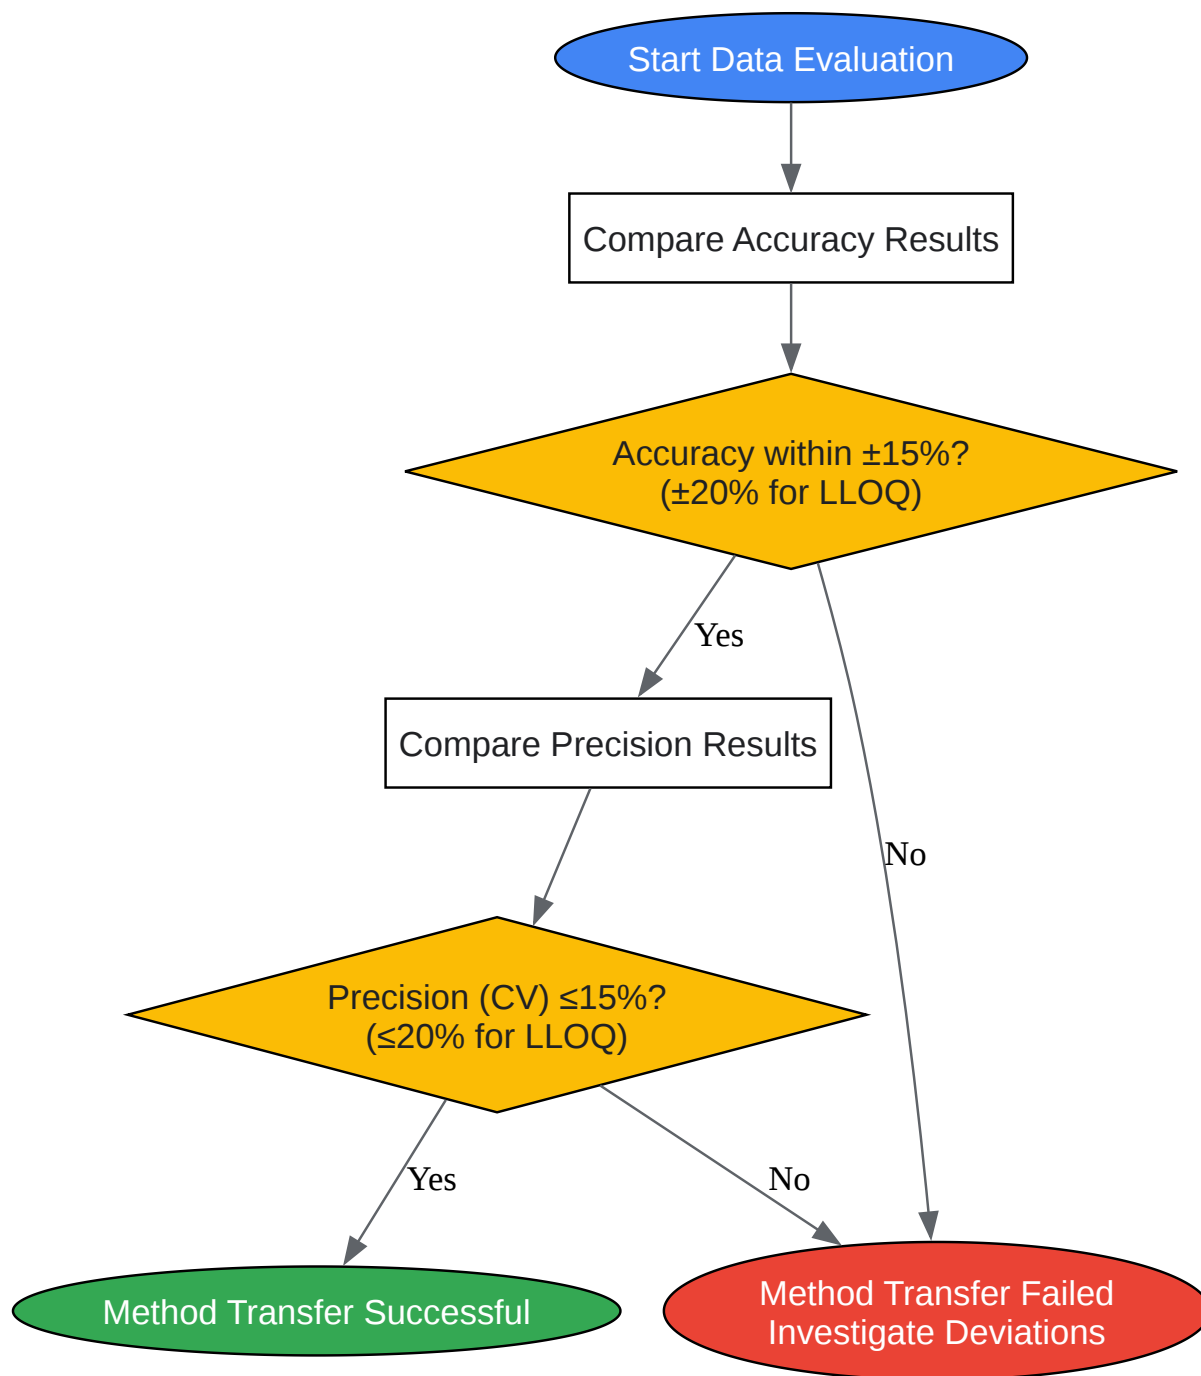 Start Data Evaluation
Compare Accuracy Results
Accuracy within ±15%?
(±20% for LLOQ)
Yes
Compare Precision Results
No
Precision (CV) ≤15%?
(≤20% for LLOQ)
Yes
No
Method Transfer Successful
Method Transfer Failed
Investigate Deviations